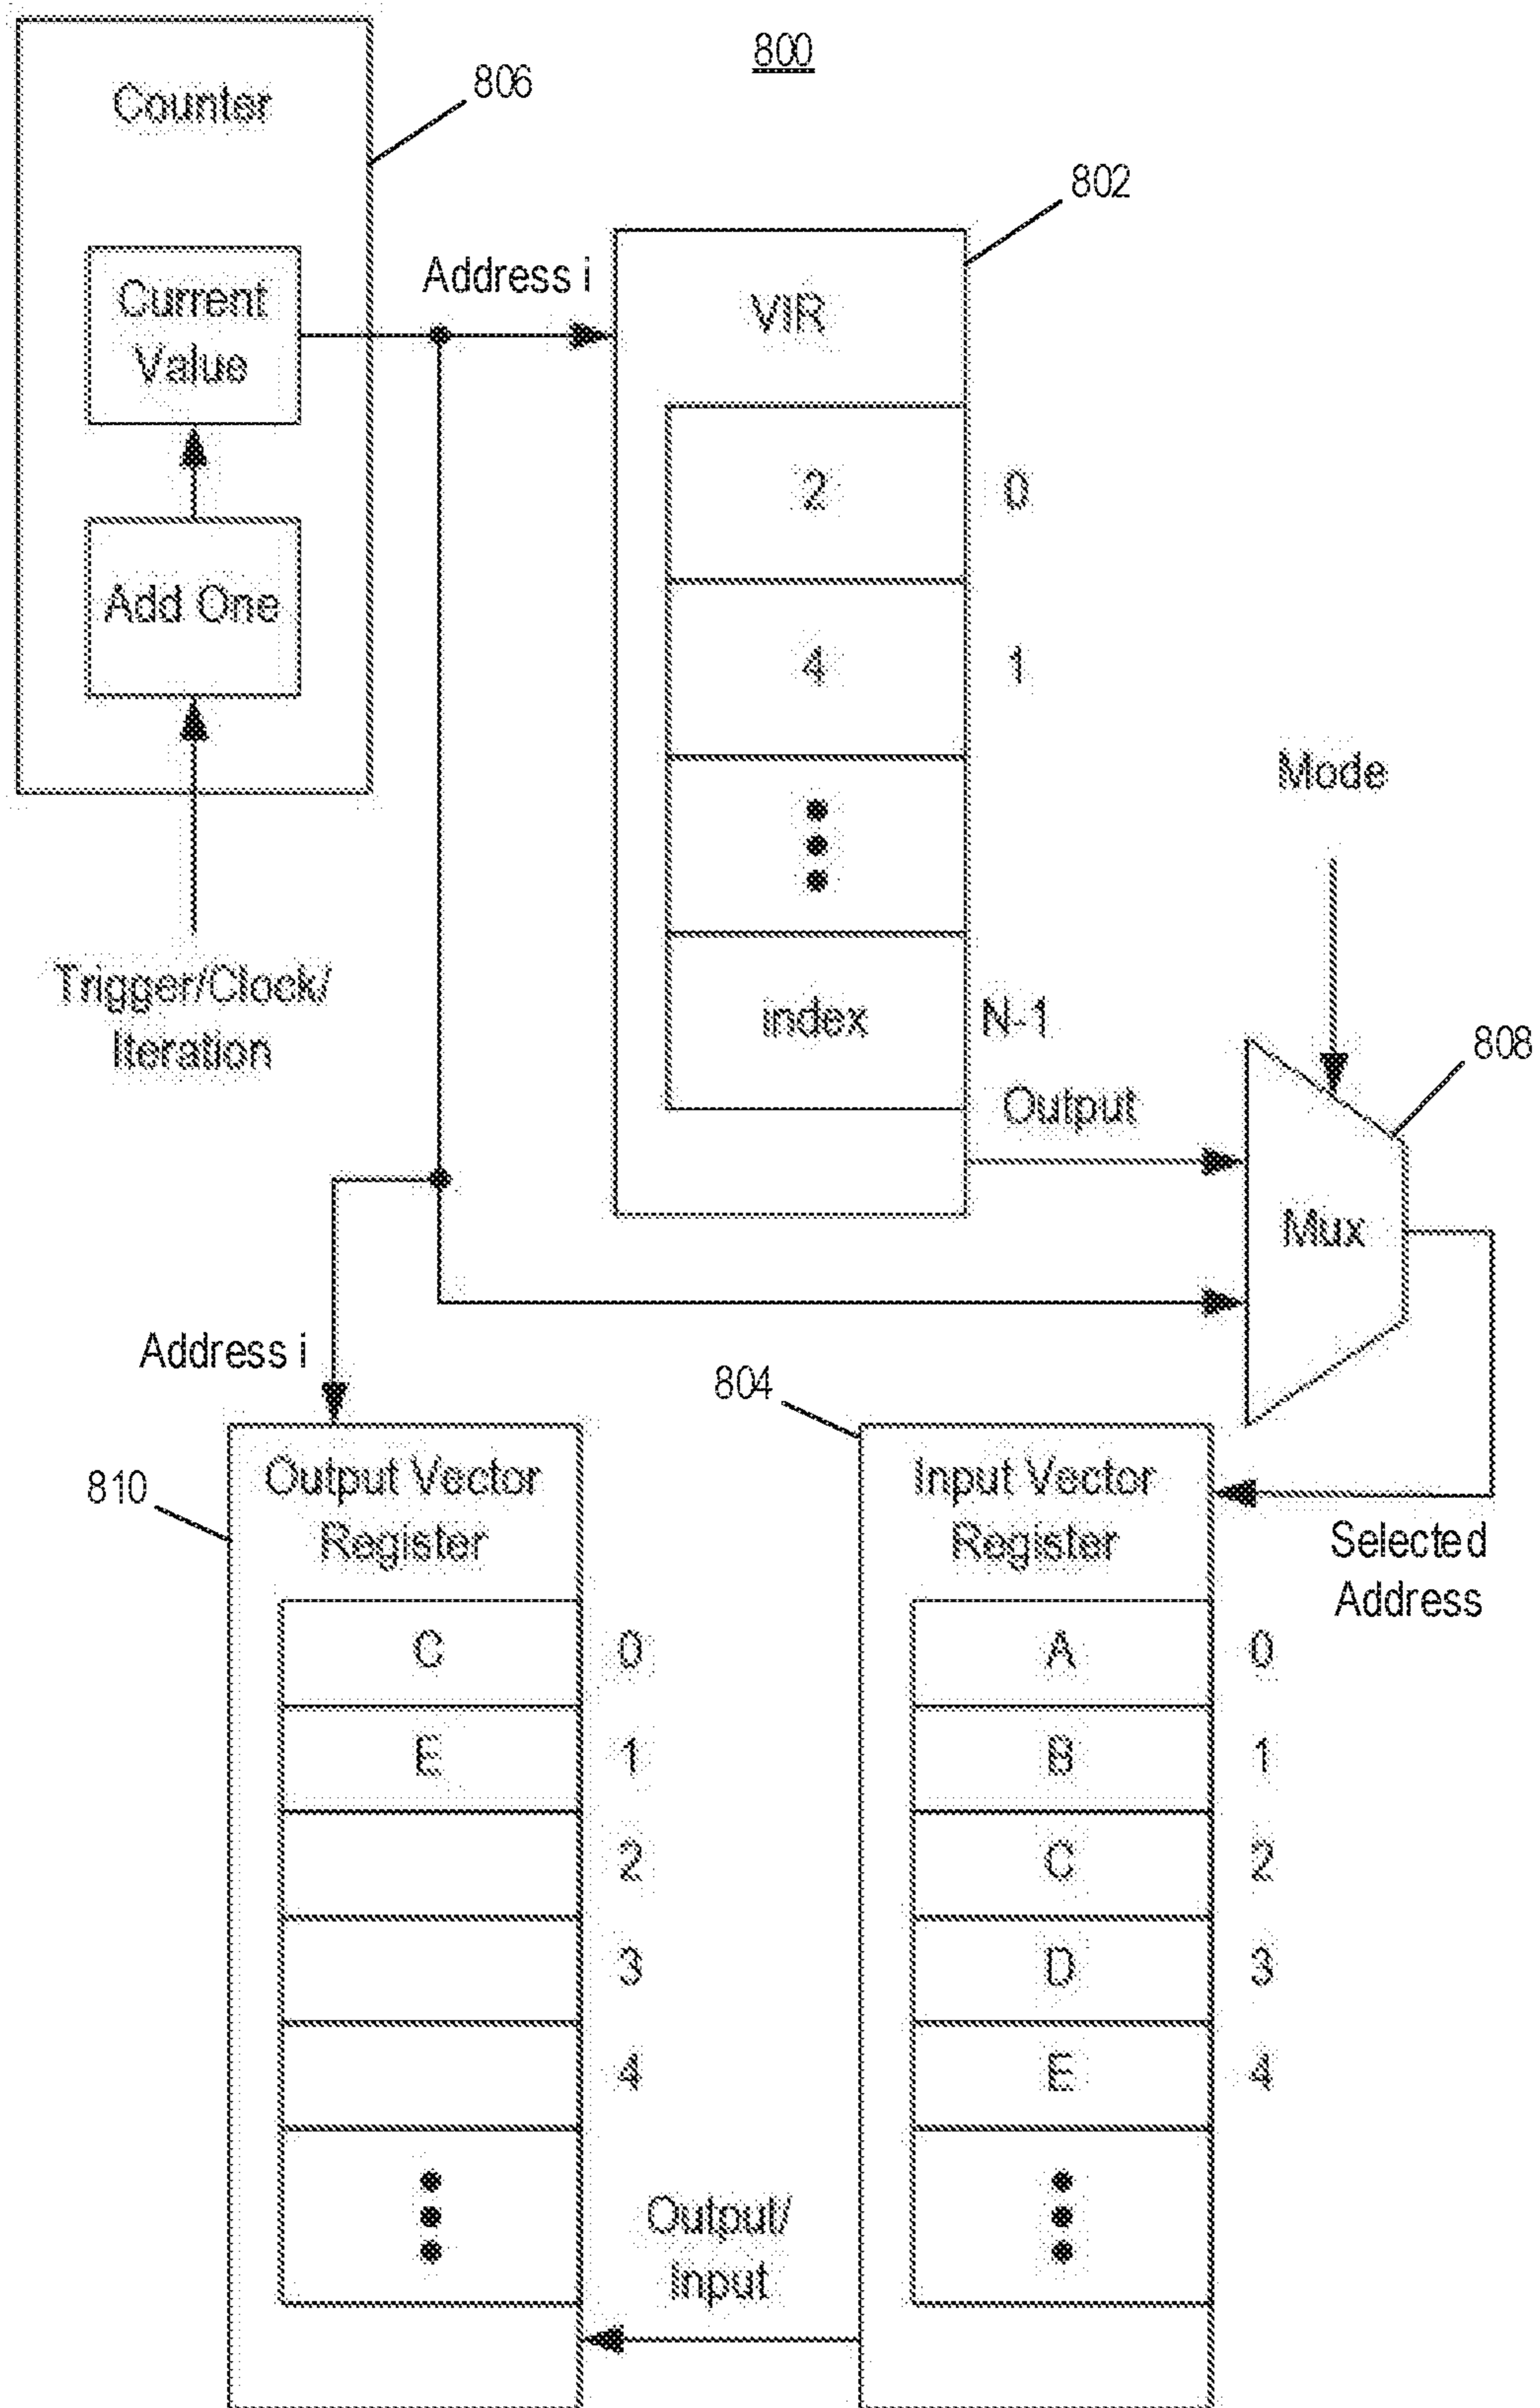 800
Counter
806
802
Address i
VIR
Current
Value
2
0
Add One
4
1
Mode
Trigger/Clock/
Iteration
index
N-1
808
Output
Mux
Address i
804
810
Output Vector
Register
Input Vector
Register
Selected
Address
C
0
A
0
E
1
B
1
2
C
2
3
D
3
4
E
4
Output/
Input